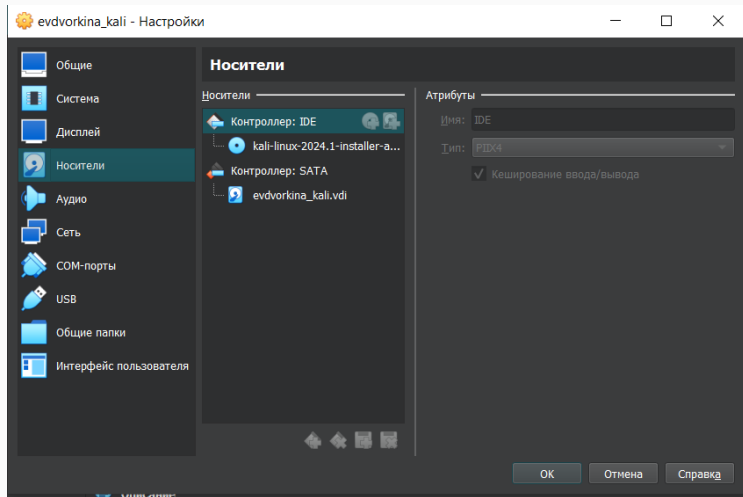 evdvorkina_kali - Настройки
Общие
Система
Дисплей
Носители
Аудио
Сеть
COM-порты
USB
Общие папки
Интерфейс пользователя
Носители
Носители
Контроллер: IDE
kali-linux-2024.1-installer-a...
Контроллер: SATA
evdvorkina_kali.vdi
Атрибуты
Имя: IDE
Тип: PIIX4
Кеширование ввода/вывода
OK
Отмена
Справка